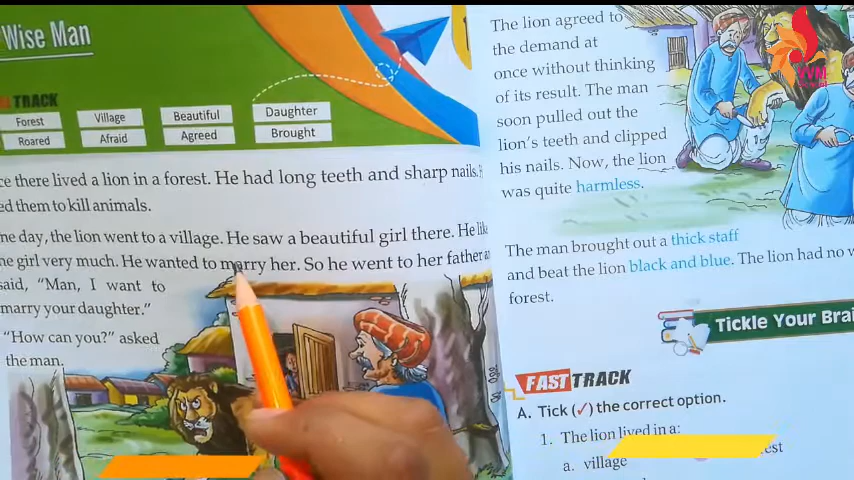 Wise Man
TRACK
Forest
Village
Beautiful
Daughter
Roared
Afraid
Agreed
Brought
there lived a lion in a forest. He had long teeth and sharp nails.
them to kill animals.
day, the lion went to a village. He saw a beautiful girl there. He
girl very much. He wanted to marry her. So he went to her father
said, "Man, I want to
marry your daughter."
"How can you?" asked
the man.
The lion agreed to
the demand at
once without thinking
of its result. The man
soon pulled out the
lion's teeth and clipped
his nails. Now, the lion
was quite harmless.
The man brought out a thick staff
and beat the lion black and blue. The lion had no
forest.
Tickle Your
FAST TRACK
A. Tick (✓) the correct option.
1. The lion lived in a:
a. village
VVM